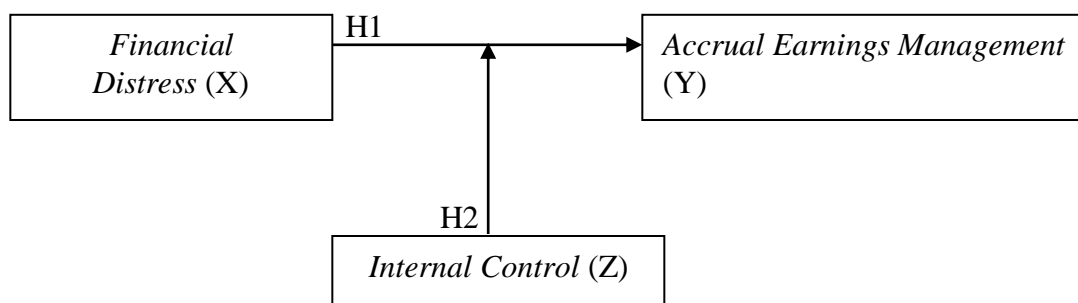 Financial
Distress (X)
H1
Accrual Earnings Management
(Y)
H2
Internal Control (Z)